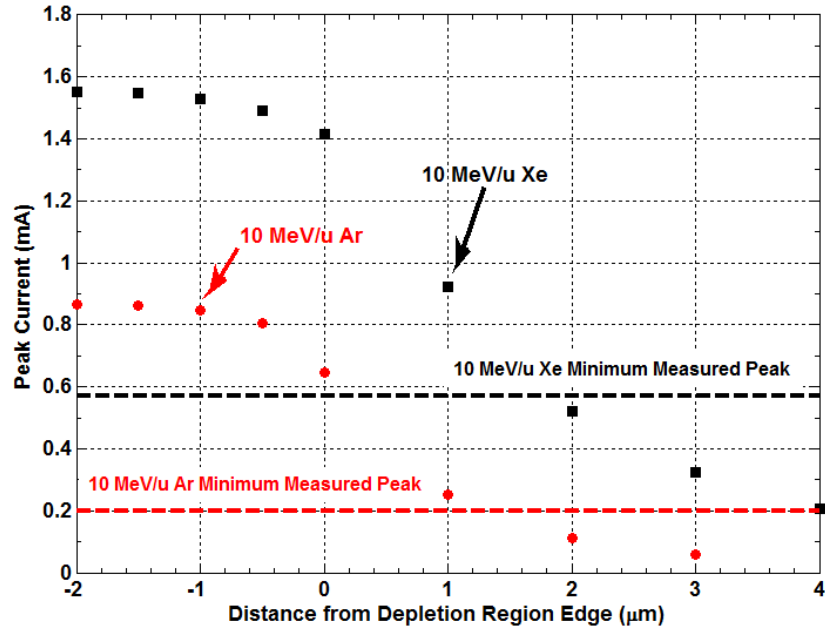 1.8
1.6
1.4
1.2
1
0.8
0.6
0.4
0.2
0
Peak Current (mA)
10 MeV/u Xe
10 MeV/u Ar
10 MeV/u Xe Minimum Measured Peak
10 MeV/u Ar Minimum Measured Peak
-2 -1 0 1 2 3 4
Distance from Depletion Region Edge (μm)